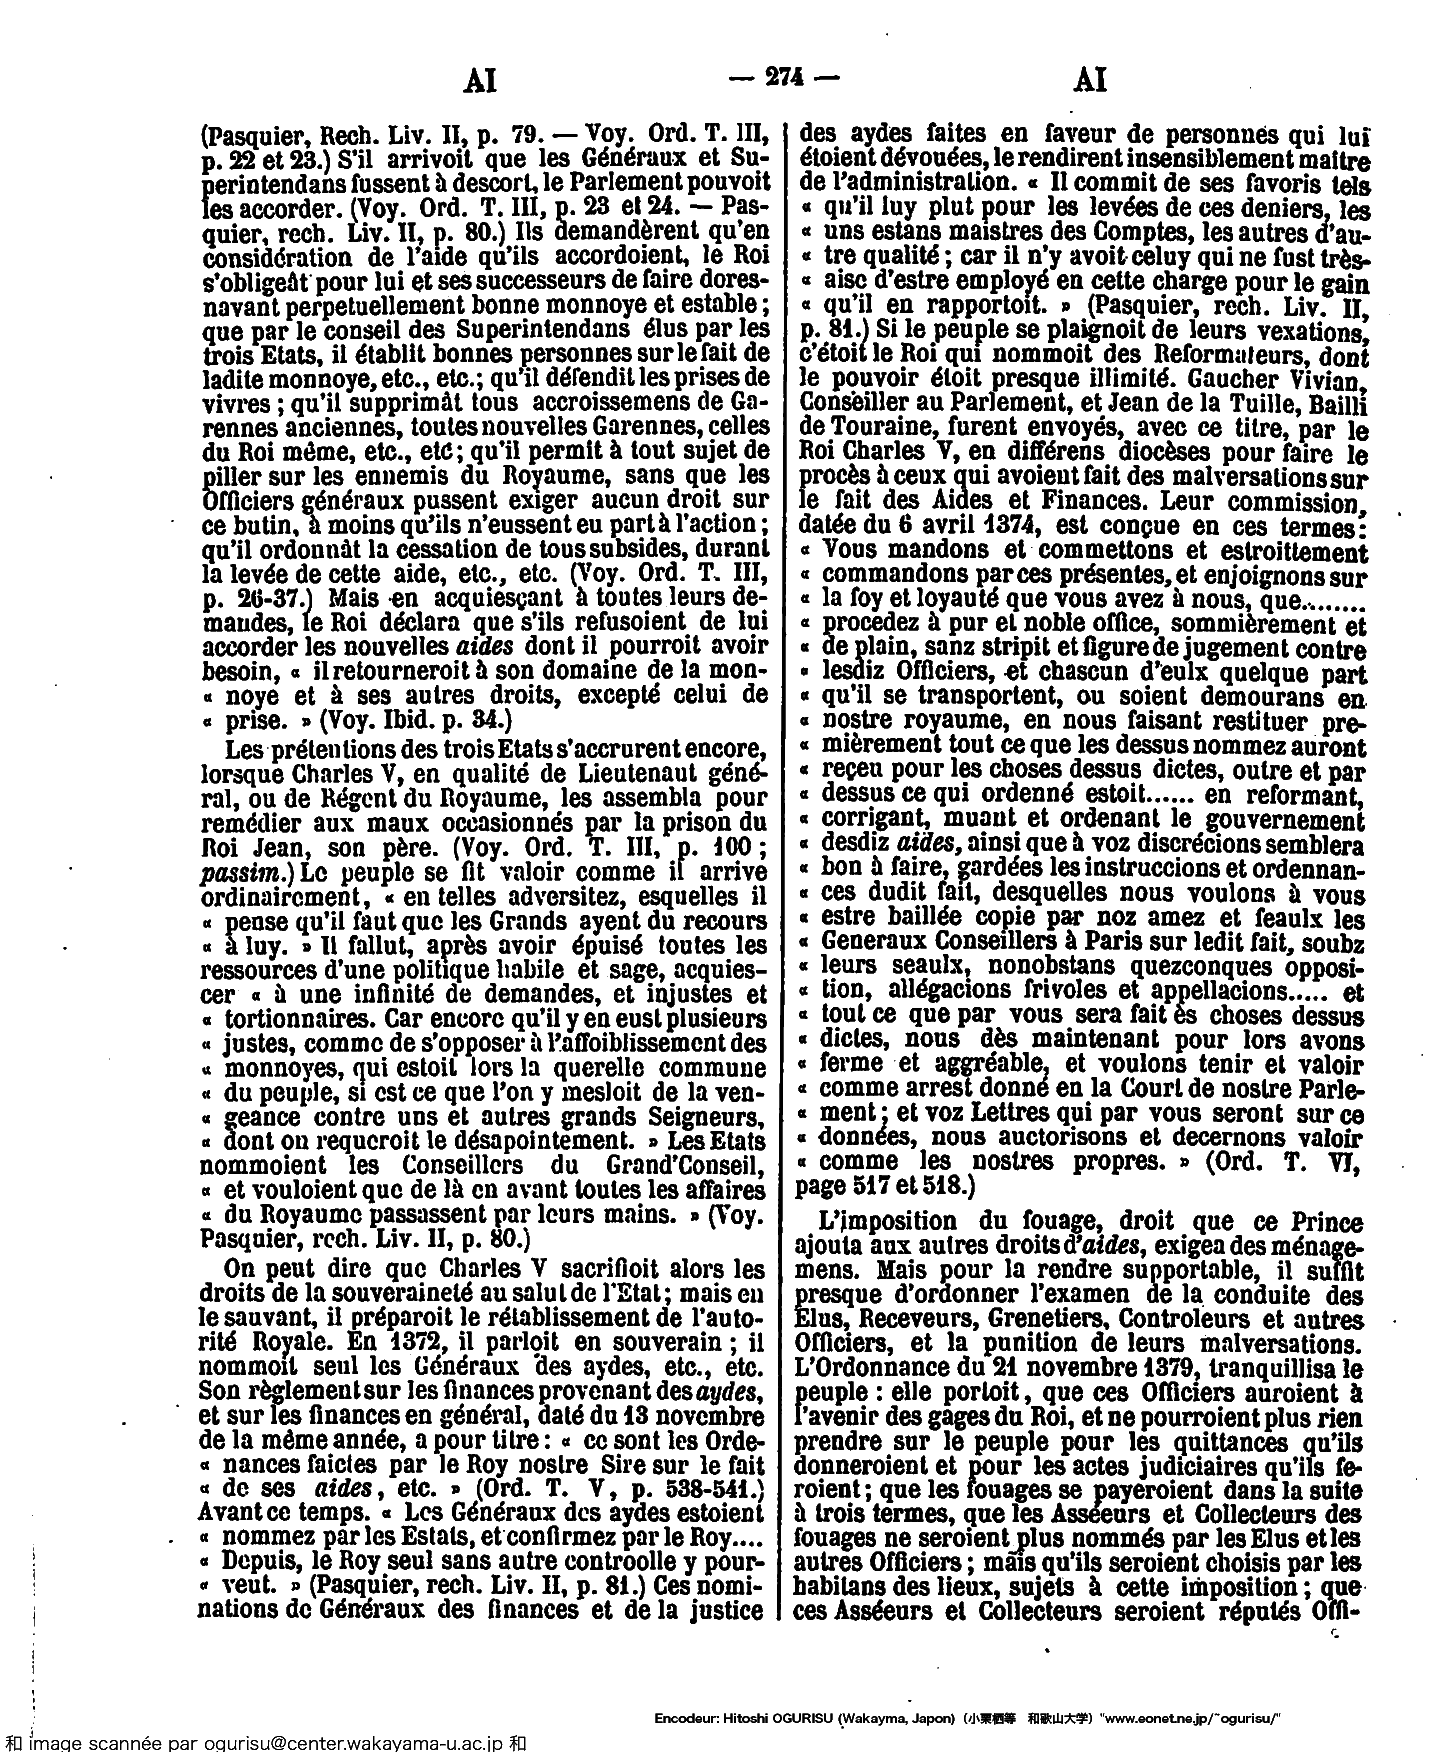 AI
— 274 —
AI
(Pasquier, Rech. Liv. II, p. 79. — Voy. Ord. T. III,
p. 22 et 23.) S'il arrivoit que les Généraux et Su-
perintendans fussent à descort, le Parlement pouvoit
les accorder. (Voy. Ord. T. III, p. 23 et 24. — Pas-
quier, rech. Liv. II, p. 80.) Ils demandèrent qu'en
considération de l'aide qu'ils accordoient, le Roi
s'obligeât pour lui et ses successeurs de faire dores-
navant perpetuellement bonne monnoye et estable ;
que par le conseil des Superintendans élus par les
trois Etats, il établit bonnes personnes sur le fait de
ladite monnoye, etc., etc.; qu'il défendit les prises de
vivres ; qu'il supprimât tous accroissemens de Ga-
rennes anciennes, toutes nouvelles Garennes, celles
du Roi même, etc., etc ; qu'il permit à tout sujet de
piller sur les ennemis du Royaume, sans que les
Officiers généraux pussent exiger aucun droit sur
ce butin, à moins qu'ils n'eussent eu part à l'action ;
qu'il ordonnât la cessation de tous subsides, durant
la levée de cette aide, etc., etc. (Voy. Ord. T. III,
p. 26-37.) Mais en acquiesçant à toutes leurs de-
mandes, le Roi déclara que s'ils refusoient de lui
accorder les nouvelles aides dont il pourroit avoir
besoin, « il retourneroit à son domaine de la mon-
« noye et à ses autres droits, excepté celui de
« prise. » (Voy. Ibid. p. 34.)
Les prétentions des trois Etats s'accrurent encore,
lorsque Charles V, en qualité de Lieutenant géné-
ral, ou de Régent du Royaume, les assembla pour
remédier aux maux occasionnés par la prison du
Roi Jean, son père. (Voy. Ord. T. III, p. 100 ;
passim.) Le peuple se fit valoir comme il arrive
ordinairement, « en telles adversitez, esquelles il
« pense qu'il faut que les Grands ayent du recours
« à luy. » Il fallut, après avoir épuisé toutes les
ressources d'une politique habile et sage, acquies-
cer « à une infinité de demandes, et injustes et
« tortionnaires. Car encore qu'il y en eust plusieurs
« justes, comme de s'opposer à l'affoiblissement des
« monnoyes, qui estoit lors la querelle commune
« du peuple, si est ce que l'on y mesloit de la ven-
« geance contre uns et autres grands Seigneurs,
« dont on requeroit le désapointement. » Les Etats
nommoient les Conseillers du Grand'Conseil,
« et vouloient que de là en avant toutes les affaires
« du Royaume passassent par leurs mains. » (Voy.
Pasquier, rech. Liv. II, p. 80.)
On peut dire que Charles V sacrifioit alors les
droits de la souveraineté au salut de l'Etat ; mais en
le sauvant, il préparoit le rétablissement de l'auto-
rité Royale. En 1372, il parloit en souverain ; il
nommoit seul les Généraux des aydes, etc., etc.
Son règlement sur les finances provenant des aydes,
et sur les finances en général, daté du 13 novembre
de la même année, a pour titre : « ce sont les Orde-
« nances faictes par le Roy nostre Sire sur le fait
« de ses aides, etc. » (Ord. T. V, p. 538-541.)
Avant ce temps. « Les Généraux des aydes estoient
« nommez par les Estats, et confirmez par le Roy....
« Depuis, le Roy seul sans autre controolle y pour-
« veut. » (Pasquier, rech. Liv. II, p. 81.) Ces nomi-
nations de Généraux des finances et de la justice
des aydes faites en faveur de personnes qui lui
étoient dévouées, le rendirent insensiblement maître
de l'administration. « Il commit de ses favoris tels
« qu'il luy plut pour les levées de ces deniers, les
« uns estans maistres des Comptes, les autres d'au-
« tre qualité ; car il n'y avoit celuy qui ne fust très-
« aise d'estre employé en cette charge pour le gain
« qu'il en rapportoit. » (Pasquier, rech. Liv. II,
p. 81.) Si le peuple se plaignoit de leurs vexations,
c'étoit le Roi qui nommoit des Reformateurs, dont
le pouvoir étoit presque illimité. Gaucher Vivian,
Conseiller au Parlement, et Jean de la Tuille, Bailli
de Touraine, furent envoyés, avec ce titre, par le
Roi Charles V, en différens diocèses pour faire le
procès à ceux qui avoient fait des malversations sur
le fait des Aides et Finances. Leur commission,
datée du 6 avril 1374, est conçue en ces termes :
« Vous mandons et commettons et estroittement
« commandons par ces présentes, et enjoignons sur
« la foy et loyauté que vous avez à nous, que........
« procedez à pur et noble office, sommièrement et
« de plain, sanz stripit et figure de jugement contre
« lesdiz Officiers, et chascun d'eulx quelque part
« qu'il se transportent, ou soient demourans en
« nostre royaume, en nous faisant restituer pre-
« mièrement tout ce que les dessus nommez auront
« reçeu pour les choses dessus dictes, outre et par
« dessus ce qui ordenné estoit...... en reformant,
« corrigant, muant et ordenant le gouvernement
« desdiz aides, ainsi que à voz discrécions semblera
« bon à faire, gardées les instruccions et ordennan-
« ces dudit fait, desquelles nous voulons à vous
« estre baillée copie par noz amez et feaulx les
« Generaux Conseillers à Paris sur ledit fait, soubz
« leurs seaulx, nonobstans quezconques opposi-
« tion, allégacions frivoles et appellacions..... et
« tout ce que par vous sera fait ès choses dessus
« dictes, nous dès maintenant pour lors avons
« ferme et aggréable, et voulons tenir et valoir
« comme arrest donné en la Court de nostre Parle-
« ment ; et voz Lettres qui par vous seront sur ce
« données, nous auctorisons et decernons valoir
« comme les nostres propres. » (Ord. T. VI,
page 517 et 518.)
L'imposition du fouage, droit que ce Prince
ajouta aux autres droits d'aides, exigea des ménage-
mens. Mais pour la rendre supportable, il suffit
presque d'ordonner l'examen de la conduite des
Elus, Receveurs, Grenetiers, Controleurs et autres
Officiers, et la punition de leurs malversations.
L'Ordonnance du 21 novembre 1379, tranquillisa le
peuple : elle portoit, que ces Officiers auroient à
l'avenir des gages du Roi, et ne pourroient plus rien
prendre sur le peuple pour les quittances qu'ils
donneroient et pour les actes judiciaires qu'ils fe-
roient ; que les fouages se payeroient dans la suite
à trois termes, que les Asséeurs et Collecteurs des
fouages ne seroient plus nommés par les Elus et les
autres Officiers ; mais qu'ils seroient choisis par les
habitans des lieux, sujets à cette imposition ; que
ces Asséeurs et Collecteurs seroient réputés Offi-
Encodeur: Hitoshi OGURISU (Wakayma, Japon) (小栗栖等 和歌山大学) "www.eonet.ne.jp/~ogurisu/"
和 image scannée par ogurisu@center.wakayama-u.ac.jp 和